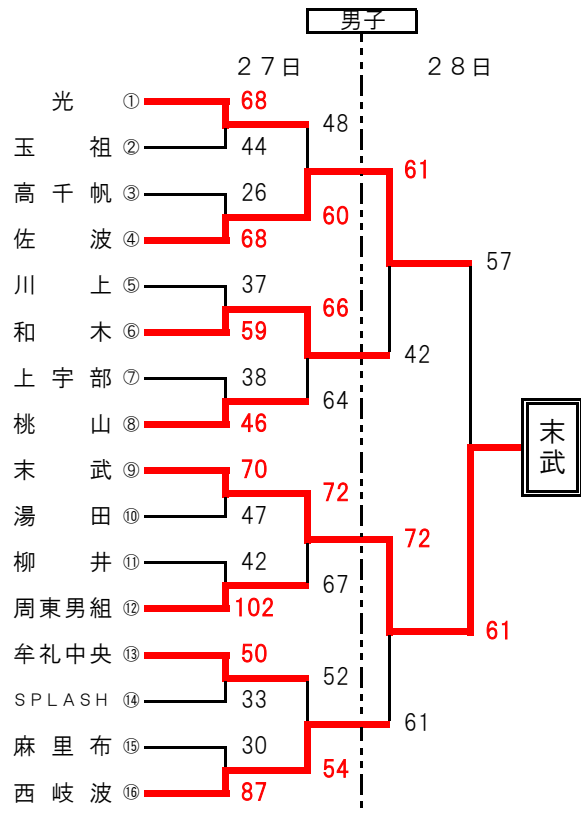 男子
２７日 ２８日
光 ① 68
48
玉祖 ② 44
61
高千帆 ③ 26
60
佐波 ④ 68
57
川上 ⑤ 37
66
和木 ⑥ 59
42
上宇部 ⑦ 38
64
桃山 ⑧ 46
末武
末武 ⑨ 70
72
湯田 ⑩ 47
72
柳井 ⑪ 42
67
周東男組 ⑫ 102
61
牟礼中央 ⑬ 50
52
ＳＰＬＡＳＨ ⑭ 33
61
麻里布 ⑮ 30
54
西岐波 ⑯ 87